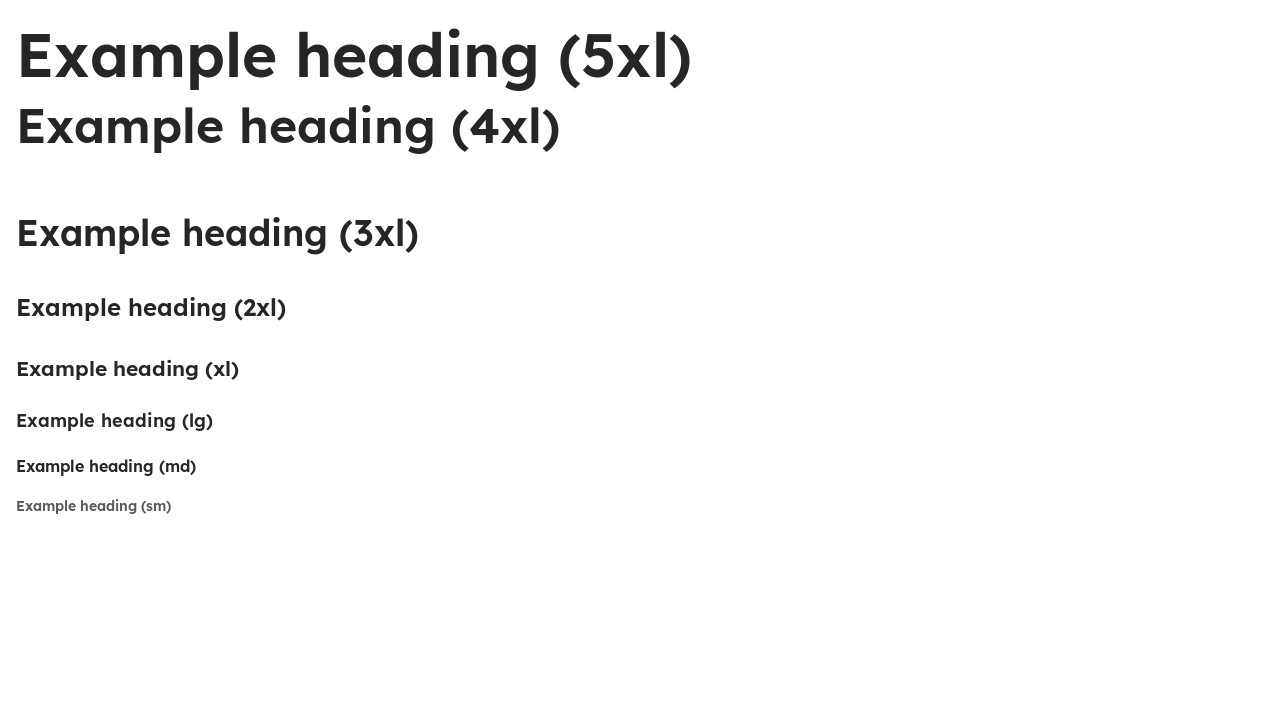 Example heading (5xl)
Example heading (4xl)
Example heading (3xl)
Example heading (2xl)
Example heading (xl)
Example heading (lg)
Example heading (md)
Example heading (sm)